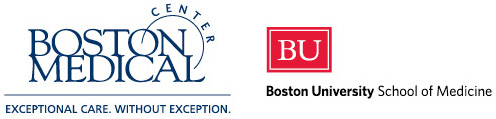 BOSTON
MEDICAL
CENTER
EXCEPTIONAL CARE. WITHOUT EXCEPTION.
BU
Boston University School of Medicine